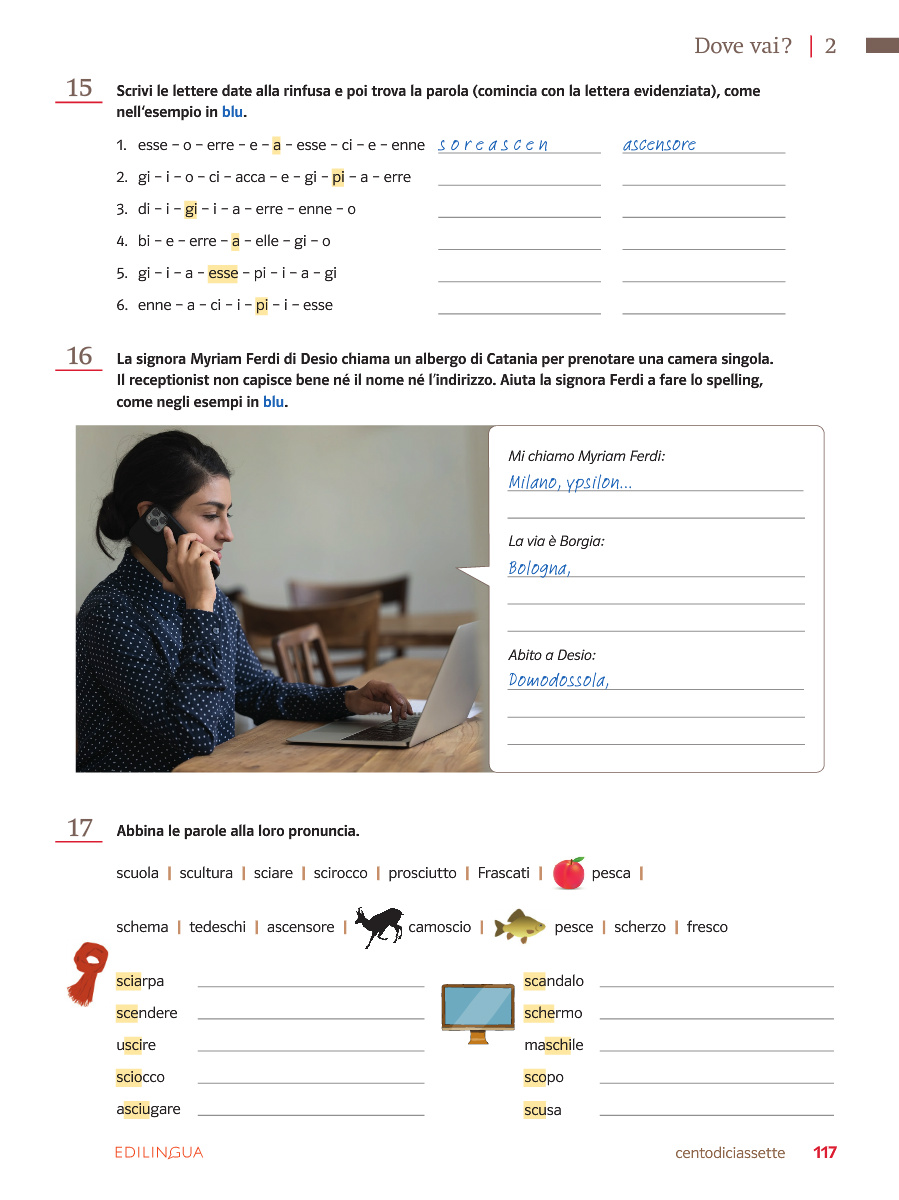 Dove vai? | 2
15 Scrivi le lettere date alla rinfusa e poi trova la parola (comincia con la lettera evidenziata), come
nell'esempio in blu.
1. esse – o – erre – e – a – esse – ci – e – enne s o r e a s c e n ascensore
2. gi – i – o – ci – acca – e – gi – pi – a – erre
3. di – i – gi – i – a – erre – enne – o
4. bi – e – erre – a – elle – gi – o
5. gi – i – a – esse – pi – i – a – gi
6. enne – a – ci – i – pi – i – esse
16 La signora Myriam Ferdi di Desio chiama un albergo di Catania per prenotare una camera singola.
Il receptionist non capisce bene né il nome né l'indirizzo. Aiuta la signora Ferdi a fare lo spelling,
come negli esempi in blu.
Mi chiamo Myriam Ferdi:
Milano, ypsilon...
La via è Borgia:
Bologna,
Abito a Desio:
Domodossola,
17 Abbina le parole alla loro pronuncia.
scuola | scultura | sciare | scirocco | prosciutto | Frascati | pesca |
schema | tedeschi | ascensore | camoscio | pesce | scherzo | fresco
sciarpa scandalo
scendere schermo
uscire maschile
sciocco scopo
asciugare scusa
EDILINGUA centodiciassette 117